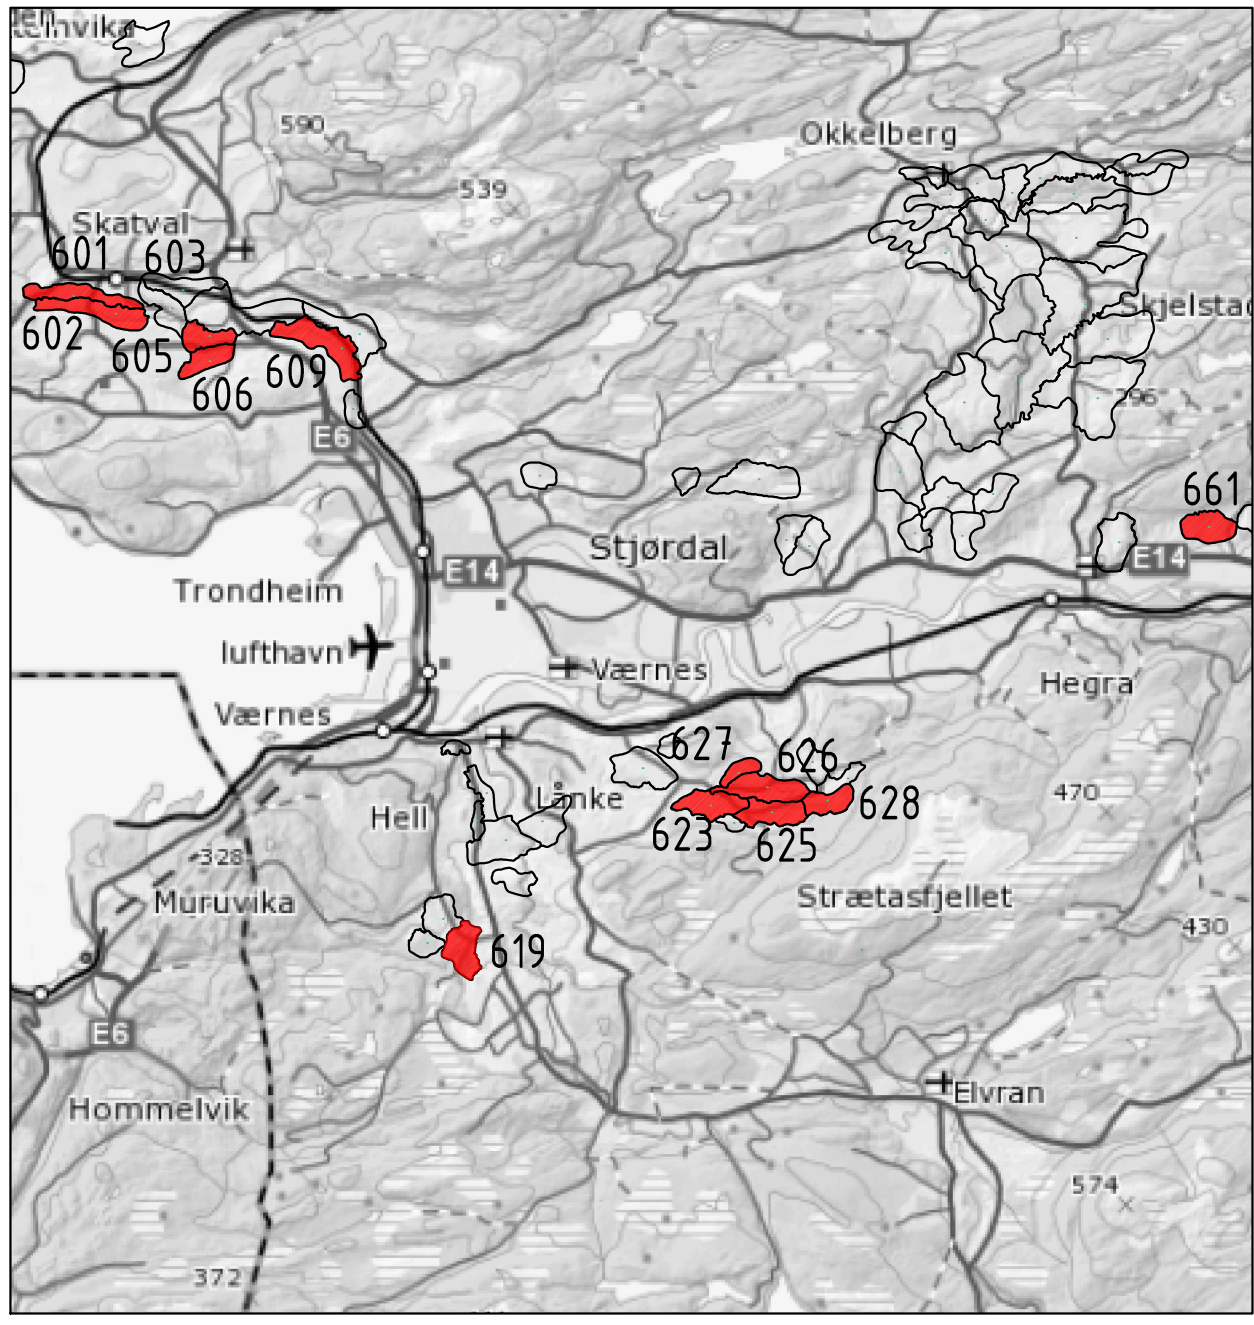 590
Okkelberg
539
Skatval
601 603
602
605
606
609
Skjelstad
296
E6
661
Stjørdal
E14
E14
Trondheim
lufthavn
Værnes
Hegra
Værnes
627 626
Hell
Lånke
470
623
625
628
328
Muruvika
Strætasfjellet
430
619
E6
Elvran
Hommelvik
574
372